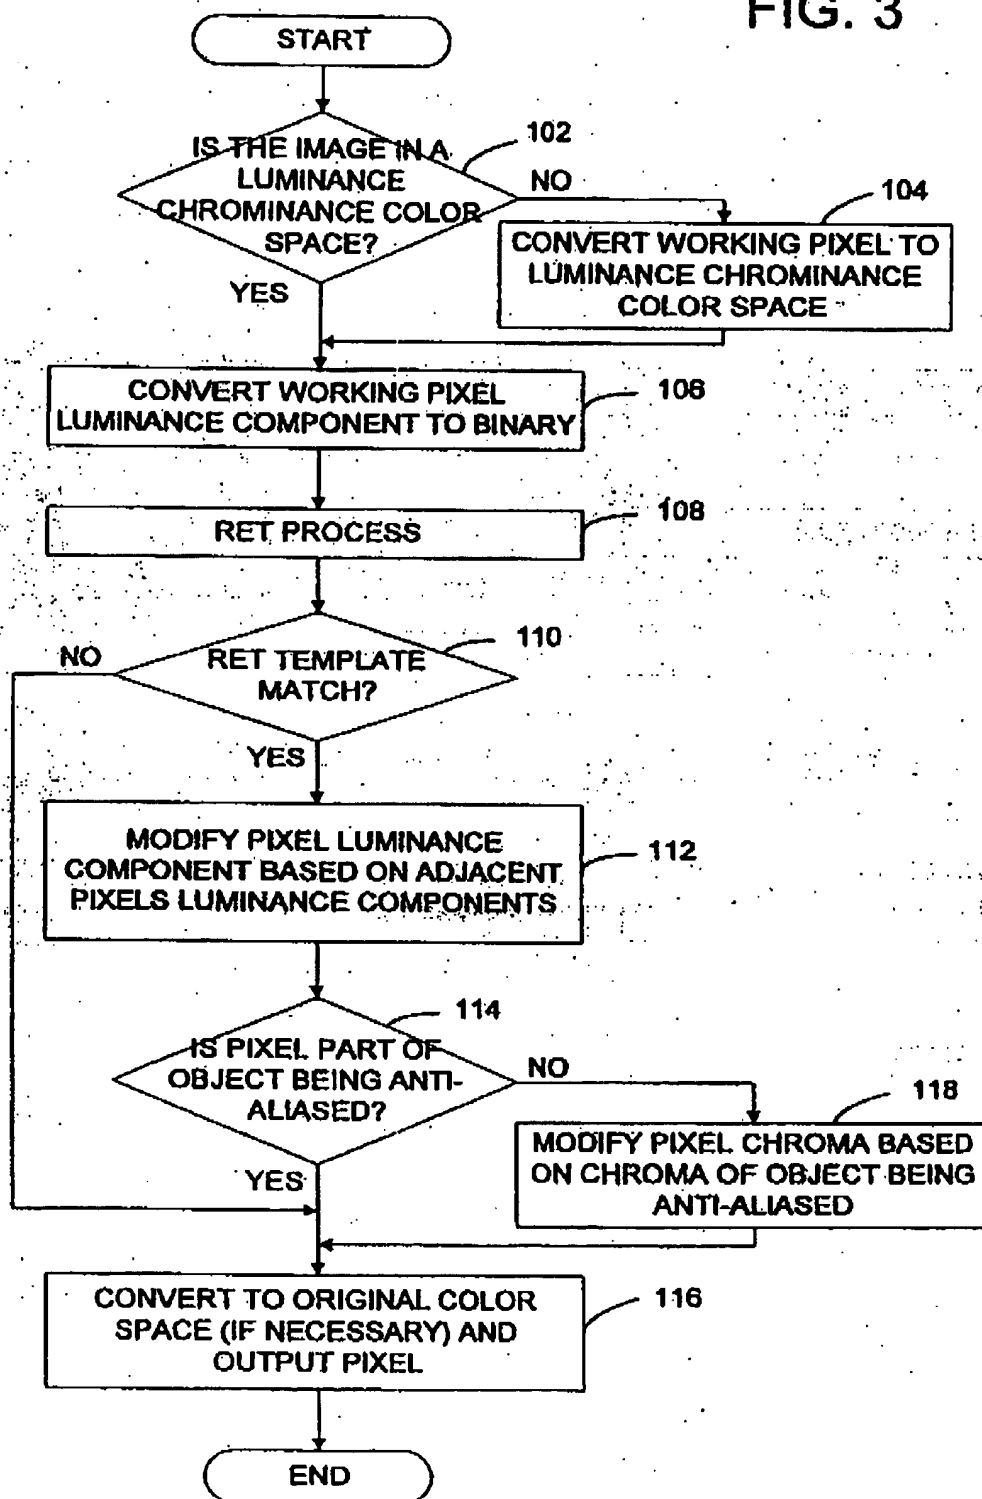 FIG. 3
START
102
IS THE IMAGE IN A
LUMINANCE
CHROMINANCE COLOR
SPACE?
NO
104
CONVERT WORKING PIXEL TO
LUMINANCE CHROMINANCE
COLOR SPACE
YES
CONVERT WORKING PIXEL
LUMINANCE COMPONENT TO BINARY
106
RET PROCESS
108
110
NO
RET TEMPLATE
MATCH?
YES
MODIFY PIXEL LUMINANCE
COMPONENT BASED ON ADJACENT
PIXELS LUMINANCE COMPONENTS
112
114
IS PIXEL PART OF
OBJECT BEING ANTI-
ALIASED?
NO
118
MODIFY PIXEL CHROMA BASED
ON CHROMA OF OBJECT BEING
ANTI-ALIASED
YES
CONVERT TO ORIGINAL COLOR
SPACE (IF NECESSARY) AND
OUTPUT PIXEL
116
END